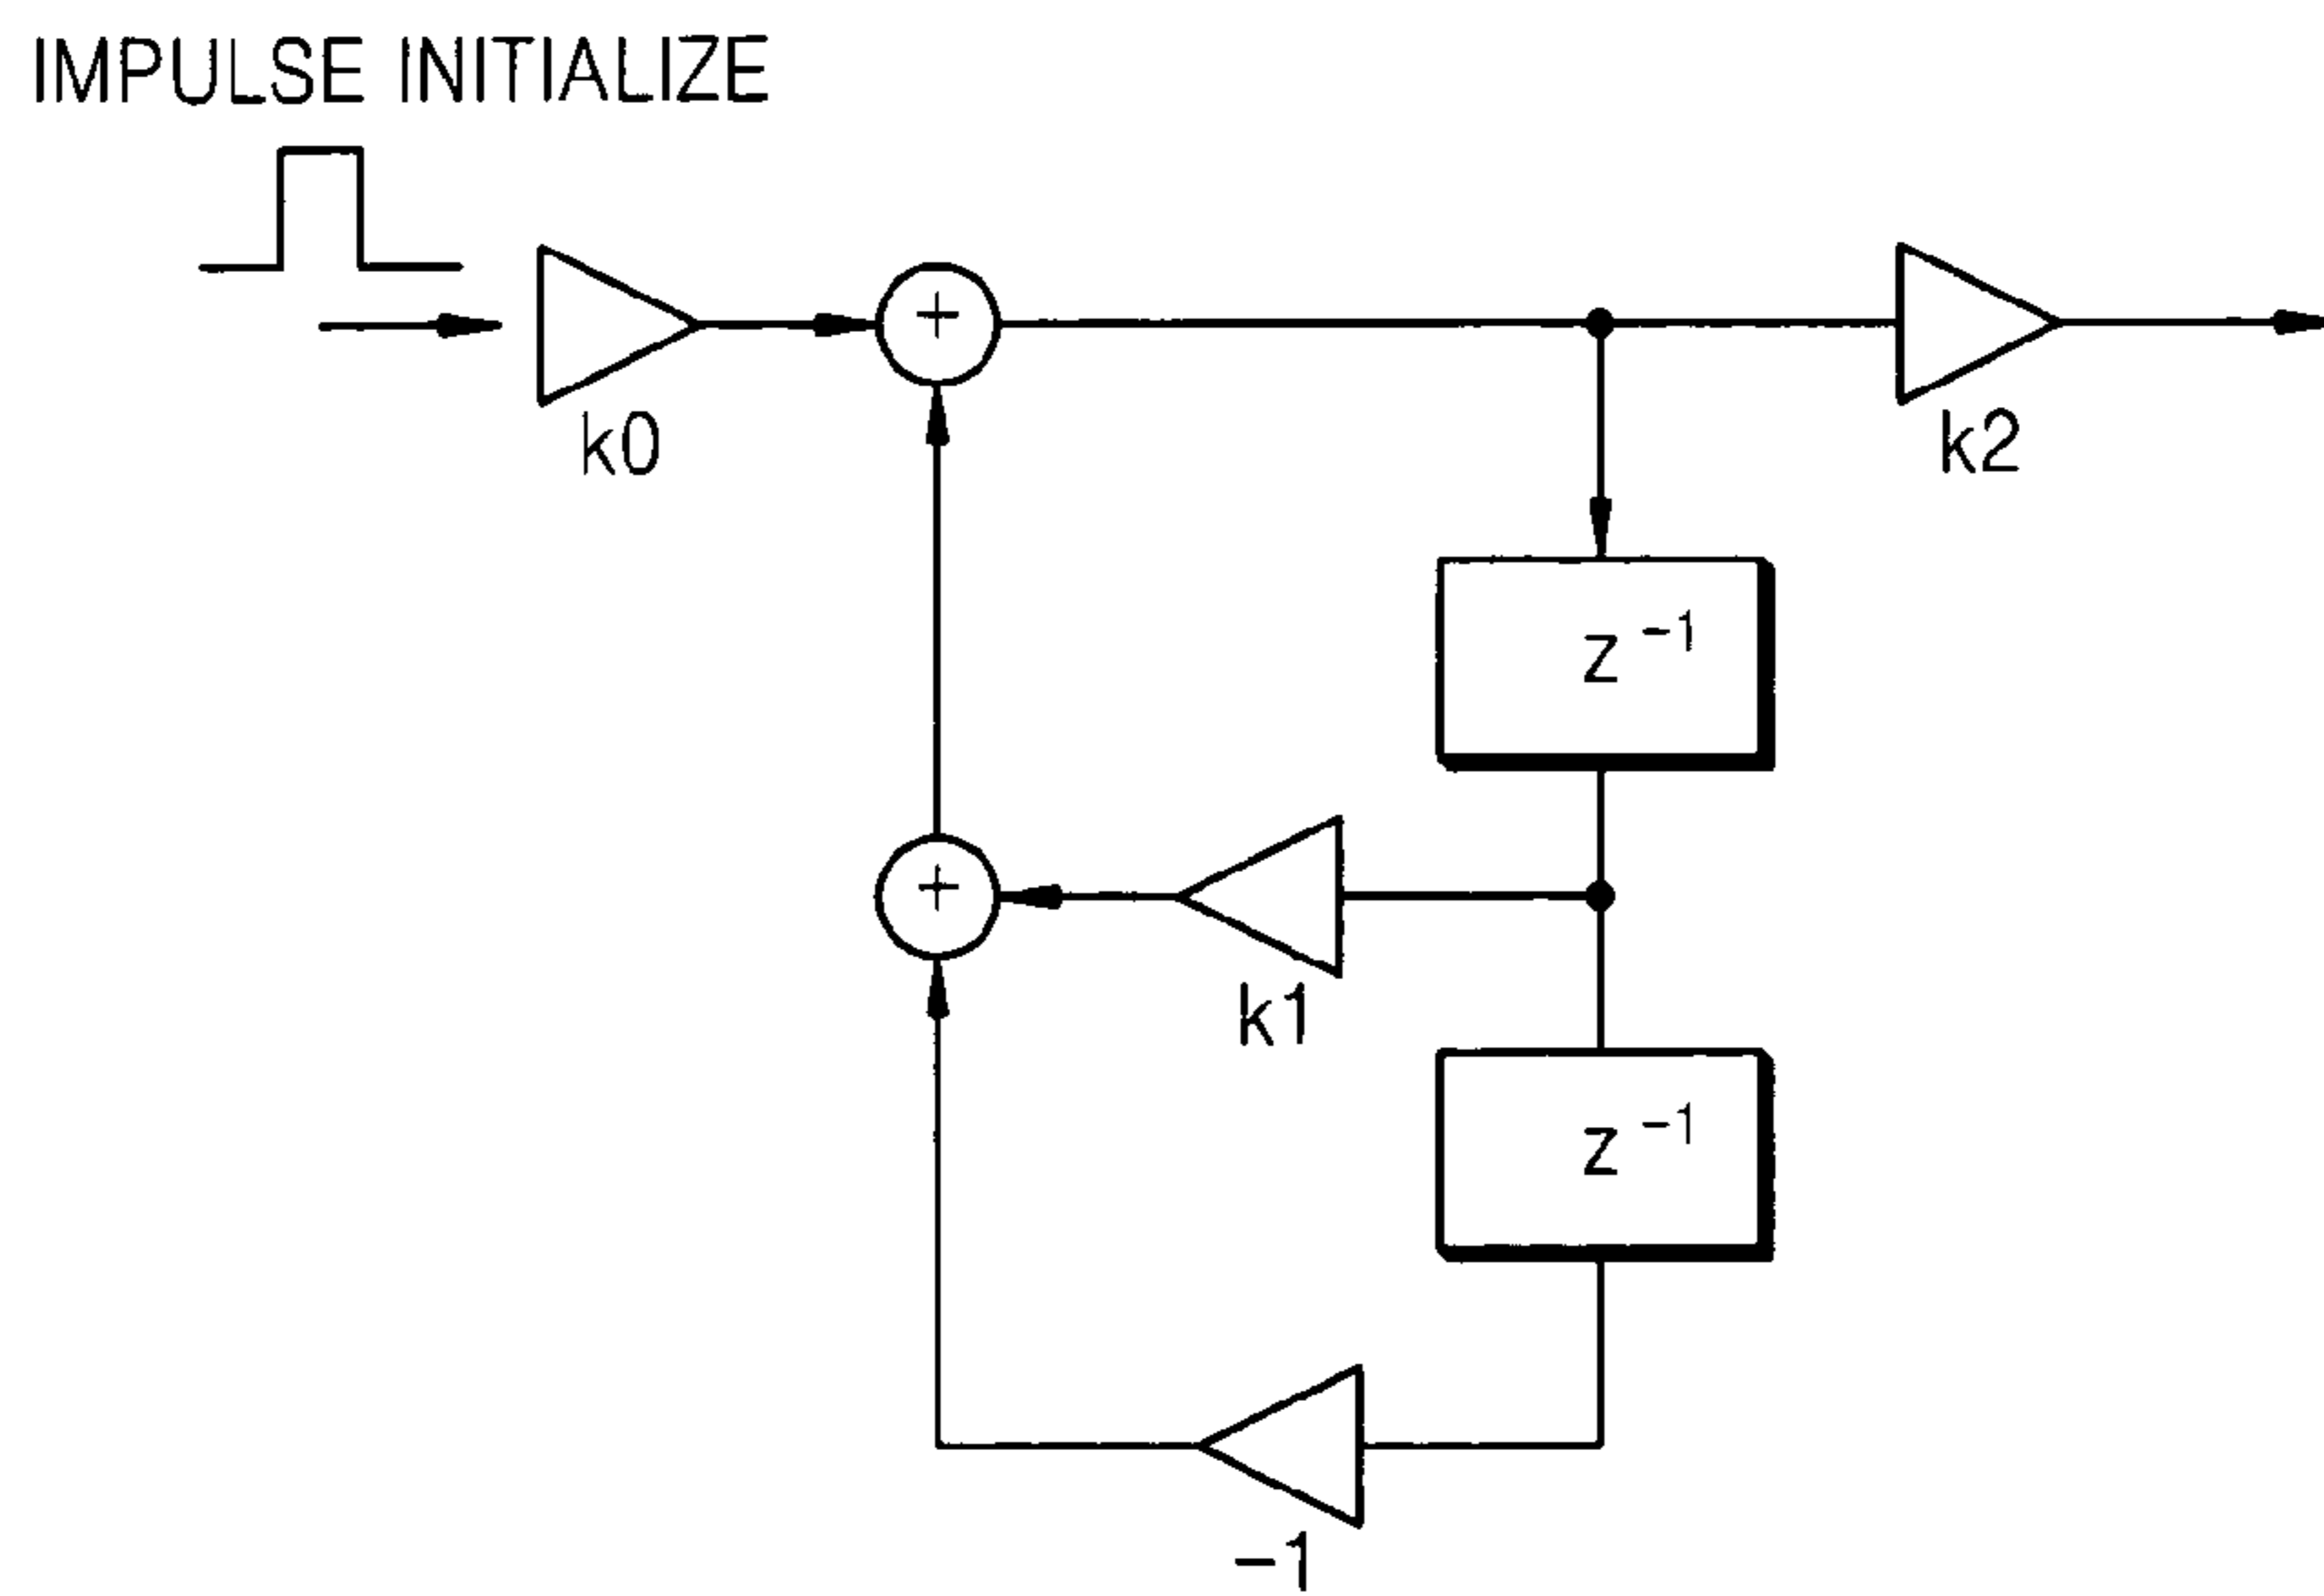 IMPULSE INITIALIZE
+
k0
k2
z⁻¹
+
k1
z⁻¹
−1